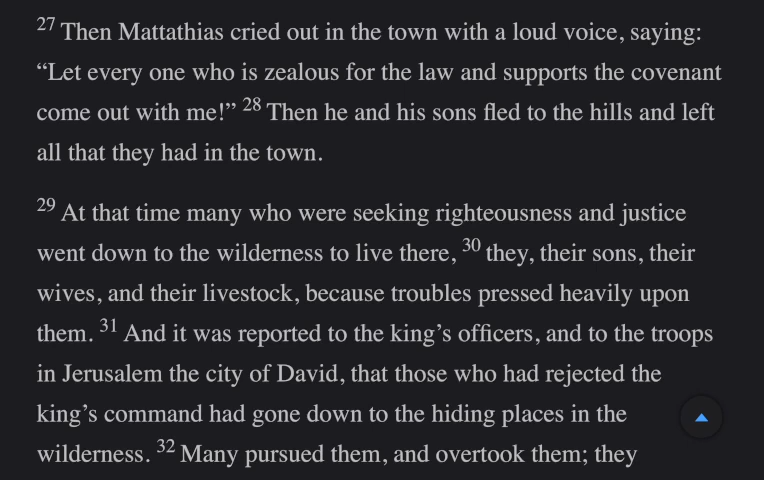 27 Then Mattathias cried out in the town with a loud voice, saying:
“Let every one who is zealous for the law and supports the covenant
come out with me!” 28 Then he and his sons fled to the hills and left
all that they had in the town.
29 At that time many who were seeking righteousness and justice
went down to the wilderness to live there, 30 they, their sons, their
wives, and their livestock, because troubles pressed heavily upon
them. 31 And it was reported to the king’s officers, and to the troops
in Jerusalem the city of David, that those who had rejected the
king’s command had gone down to the hiding places in the
wilderness. 32 Many pursued them, and overtook them; they